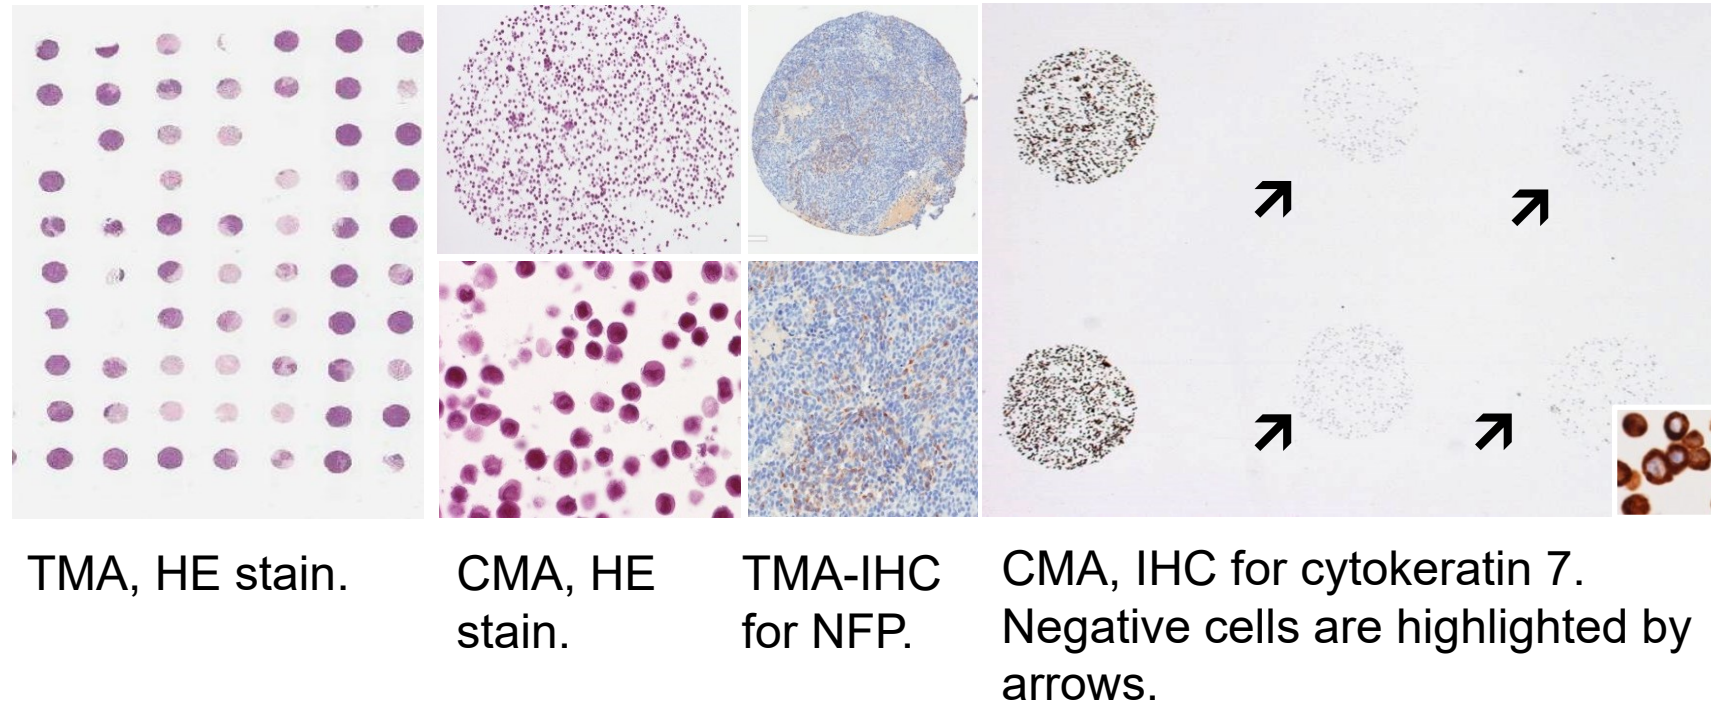 TMA, HE stain.
CMA, HE
stain.
TMA-IHC
for NFP.
CMA, IHC for cytokeratin 7.
Negative cells are highlighted by
arrows.